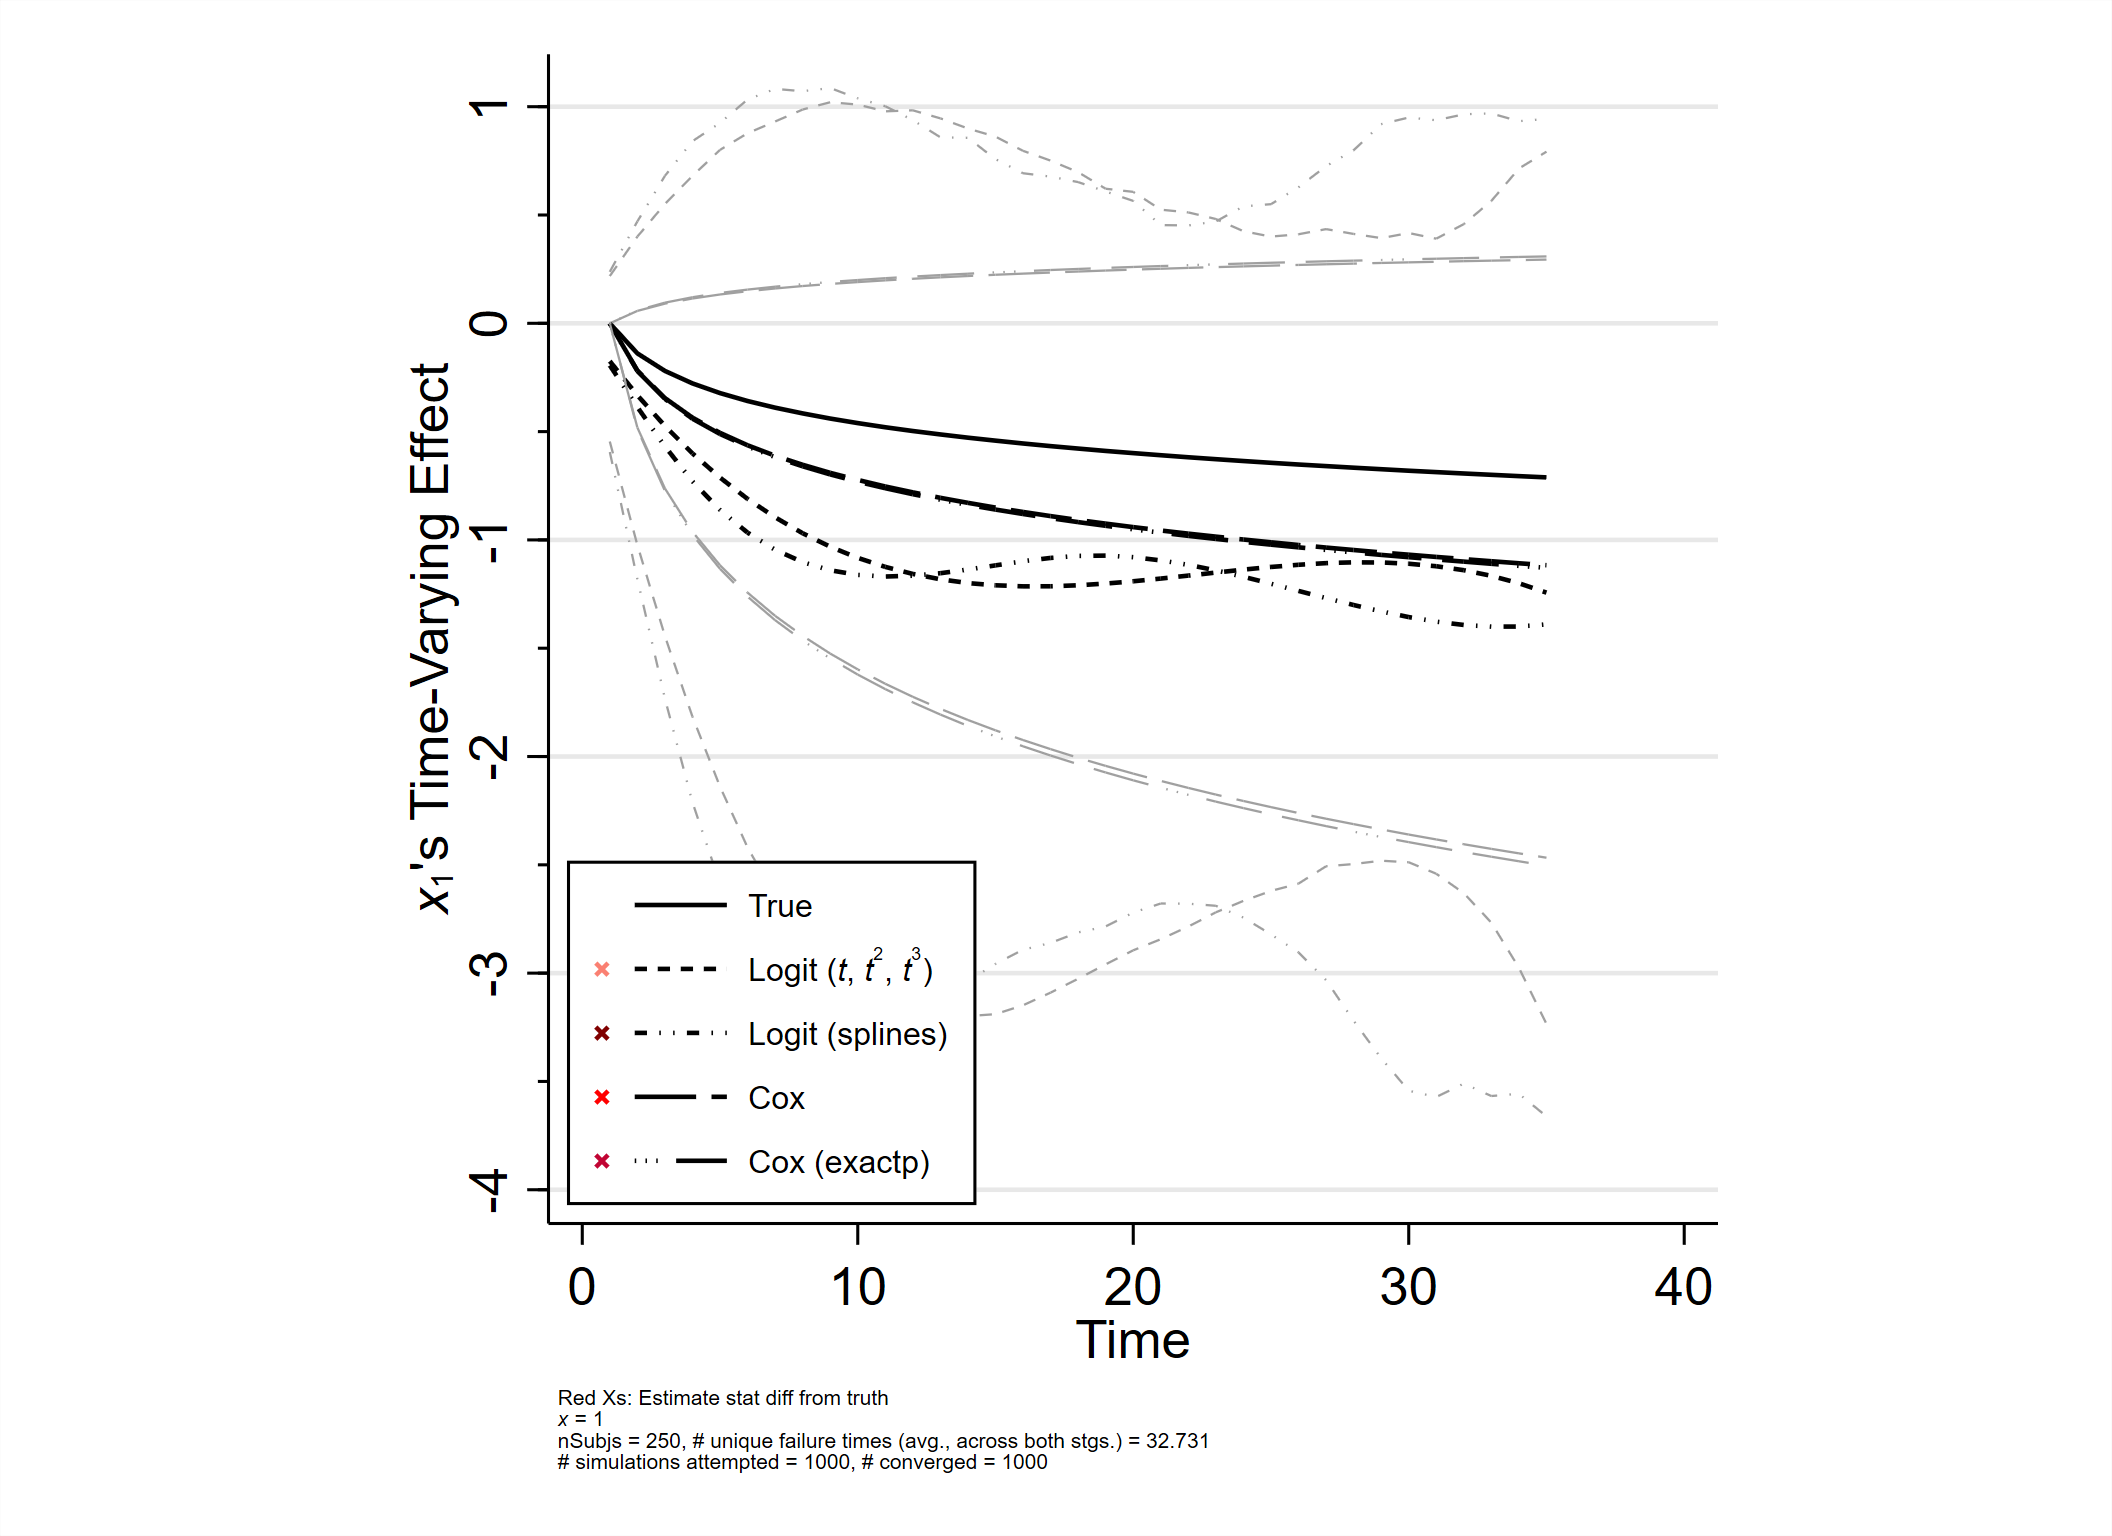 1
0
-1
-2
-3
-4
x₁'s Time-Varying Effect
True
Logit (t, t², t³)
Logit (splines)
Cox
Cox (exactp)
0 10 20 30 40
Time
Red Xs: Estimate stat diff from truth
x = 1
nSubjs = 250, # unique failure times (avg., across both stgs.) = 32.731
# simulations attempted = 1000, # converged = 1000